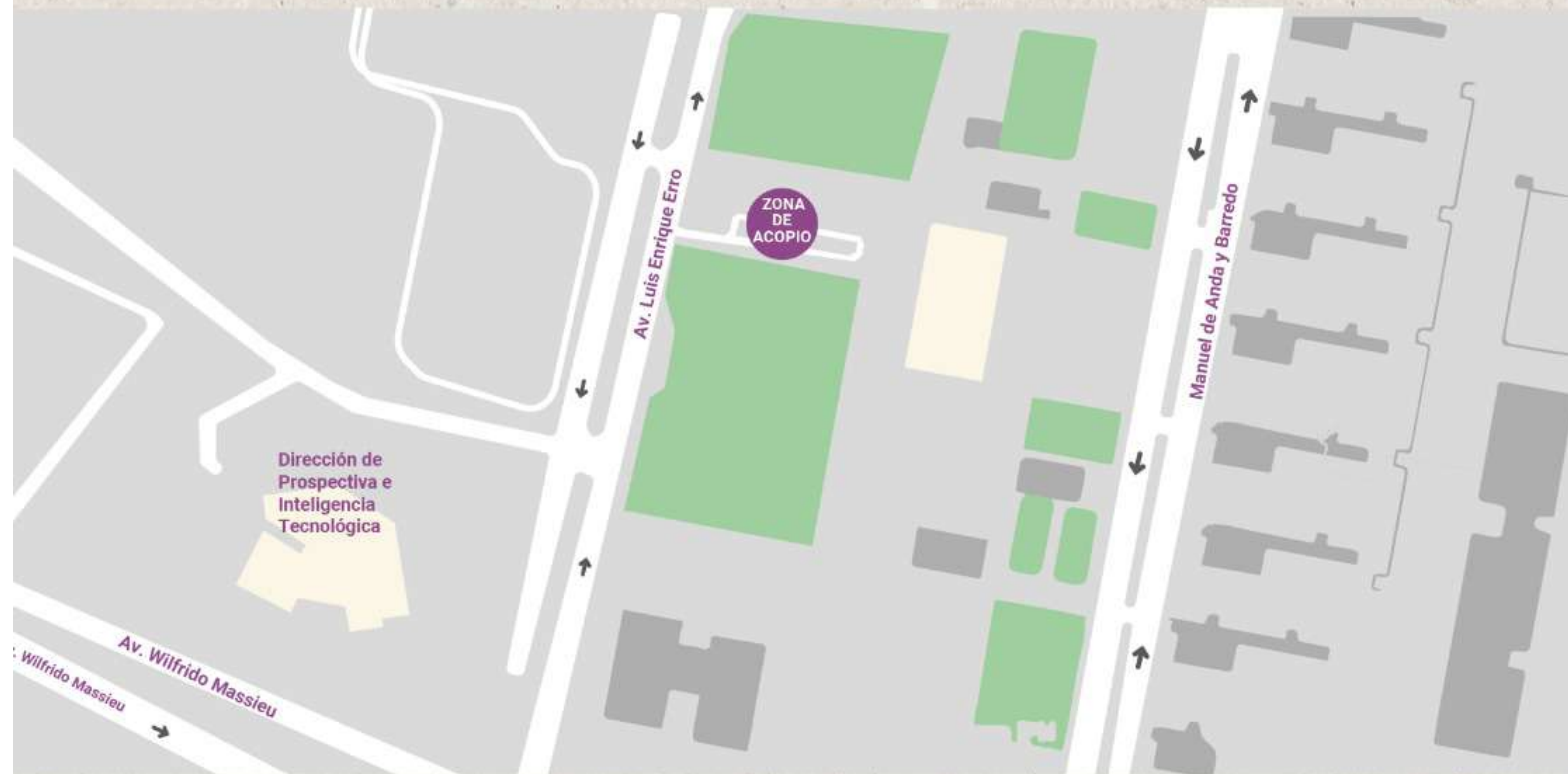 ZONA
DE
ACOPIO
Av. Luis Enrique Erro
Manuel de Anda y Barredo
Dirección de
Prospectiva e
Inteligencia
Tecnológica
Av. Wilfrido Massieu
. Wilfrido Massieu